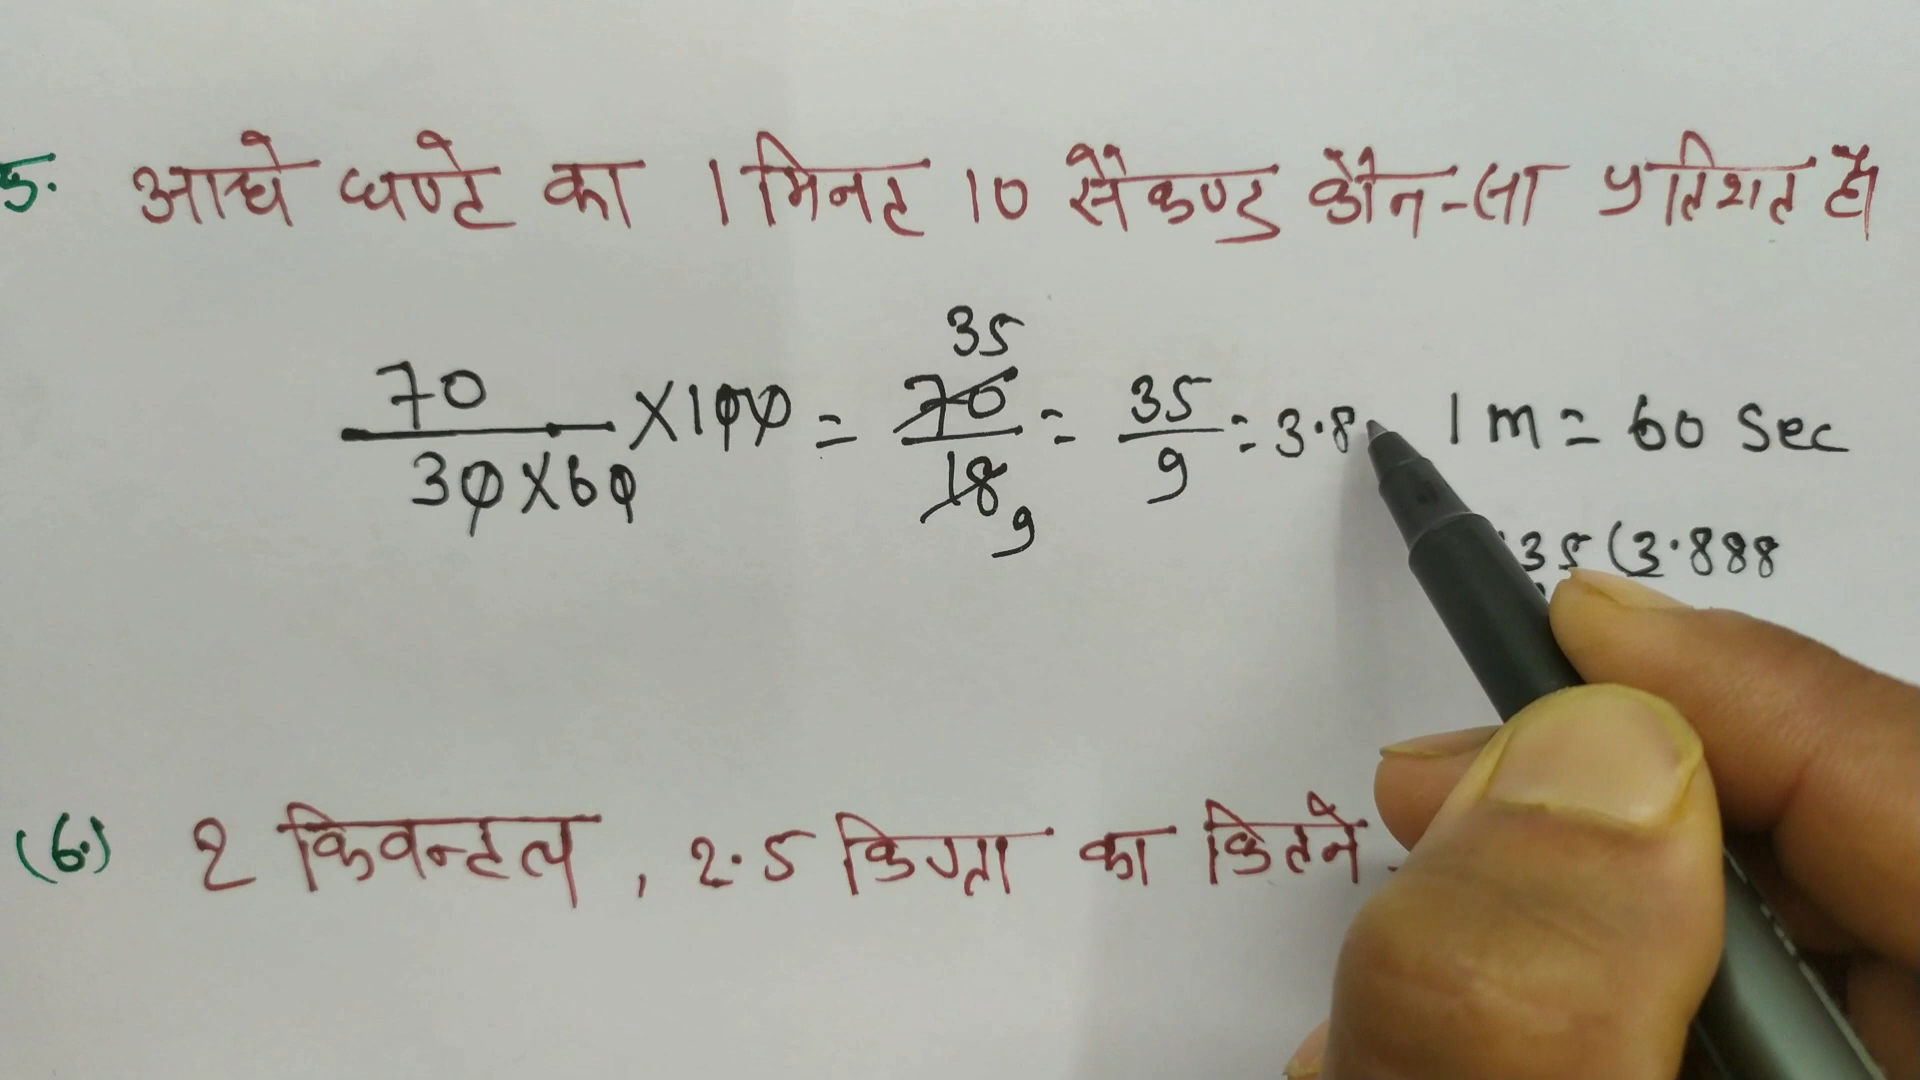 5. आधे घण्टे का 1 मिनट 10 सैकण्ड कौन-सा प्रतिशत है
70/30×60 ×100 = 70/18 = 35/9 = 3.8
35
9
1 m = 60 Sec
35 (3.888
(6.) 2 क्विन्टल, 2.5 किग्रा का कितने